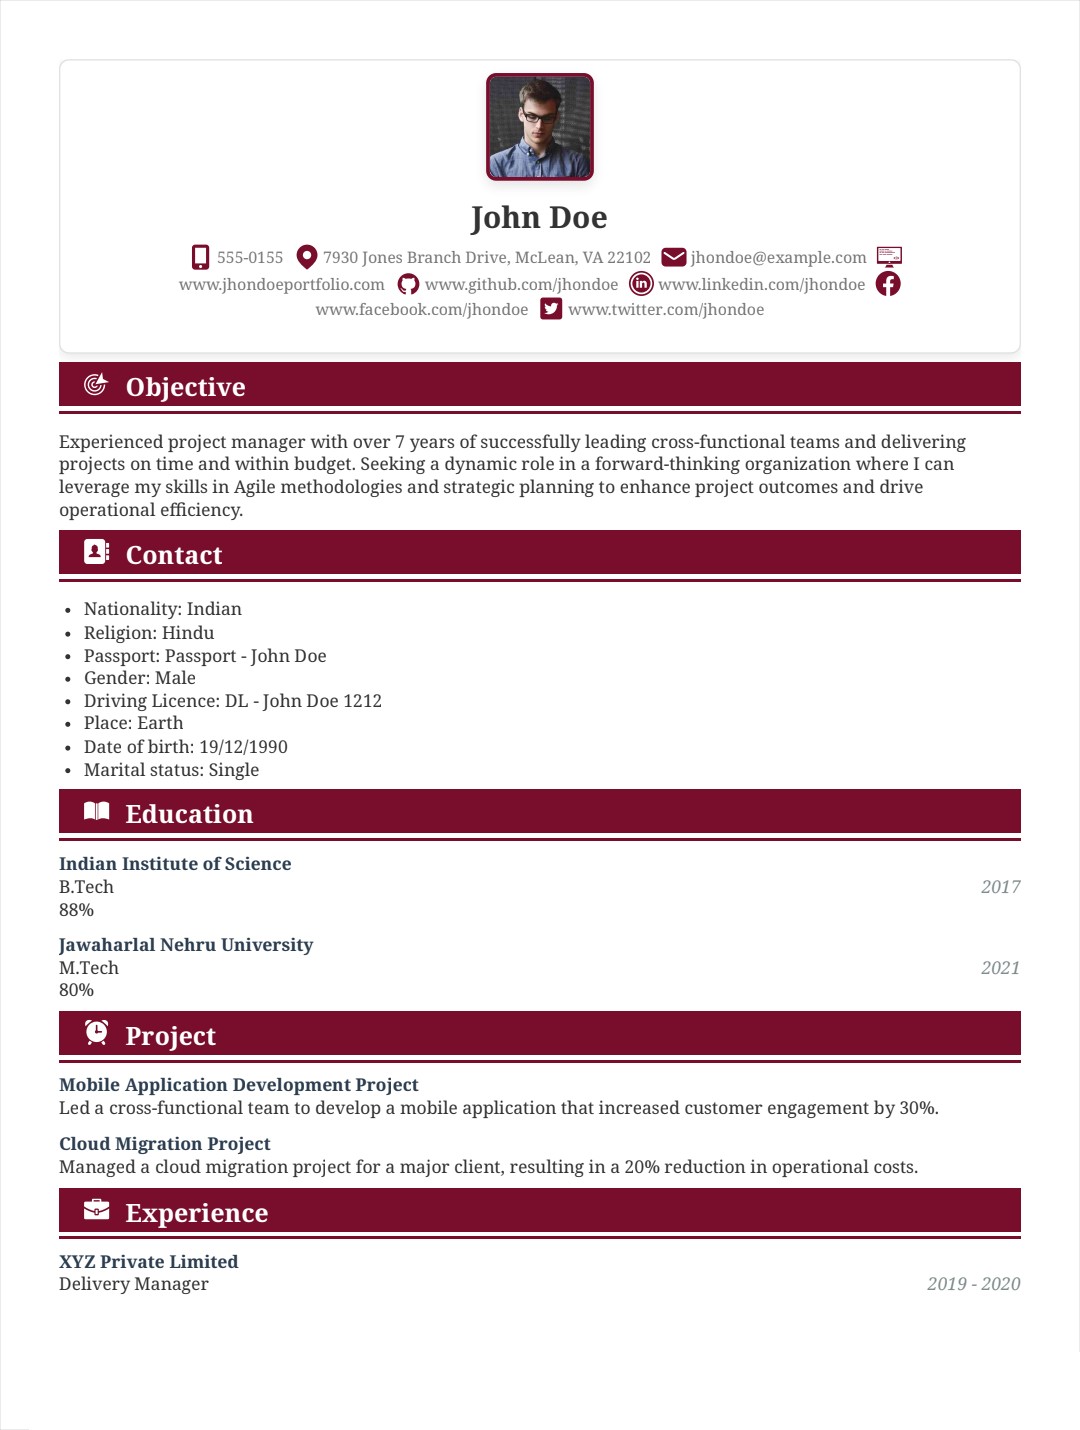 John Doe
555-0155 7930 Jones Branch Drive, McLean, VA 22102 jhondoe@example.com
www.jhondoeportfolio.com www.github.com/jhondoe www.linkedin.com/jhondoe
www.facebook.com/jhondoe www.twitter.com/jhondoe
Objective
Experienced project manager with over 7 years of successfully leading cross-functional teams and delivering
projects on time and within budget. Seeking a dynamic role in a forward-thinking organization where I can
leverage my skills in Agile methodologies and strategic planning to enhance project outcomes and drive
operational efficiency.
Contact
• Nationality: Indian
• Religion: Hindu
• Passport: Passport - John Doe
• Gender: Male
• Driving Licence: DL - John Doe 1212
• Place: Earth
• Date of birth: 19/12/1990
• Marital status: Single
Education
Indian Institute of Science
B.Tech 2017
88%
Jawaharlal Nehru University
M.Tech 2021
80%
Project
Mobile Application Development Project
Led a cross-functional team to develop a mobile application that increased customer engagement by 30%.
Cloud Migration Project
Managed a cloud migration project for a major client, resulting in a 20% reduction in operational costs.
Experience
XYZ Private Limited
Delivery Manager 2019 - 2020